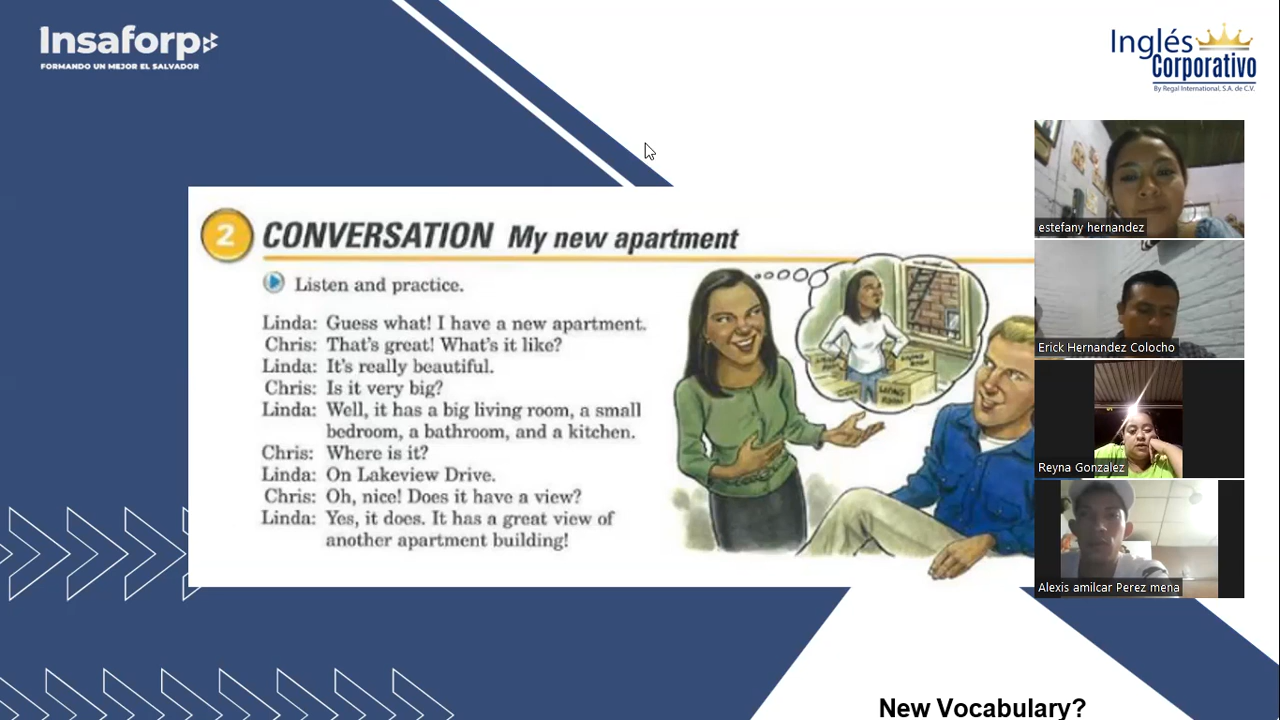 Insaforp
FORMANDO UN MEJOR EL SALVADOR
Inglés
Corporativo
By Regal International, S.A. de C.V.
2 CONVERSATION My new apartment
Listen and practice.
Linda: Guess what! I have a new apartment.
Chris: That's great! What's it like?
Linda: It's really beautiful.
Chris: Is it very big?
Linda: Well, it has a big living room, a small
bedroom, a bathroom, and a kitchen.
Chris: Where is it?
Linda: On Lakeview Drive.
Chris: Oh, nice! Does it have a view?
Linda: Yes, it does. It has a great view of
another apartment building!
LIVING
ROOM
estefany hernandez
Erick Hernandez Colocho
Reyna Gonzalez
Alexis amilcar Perez mena
New Vocabulary?